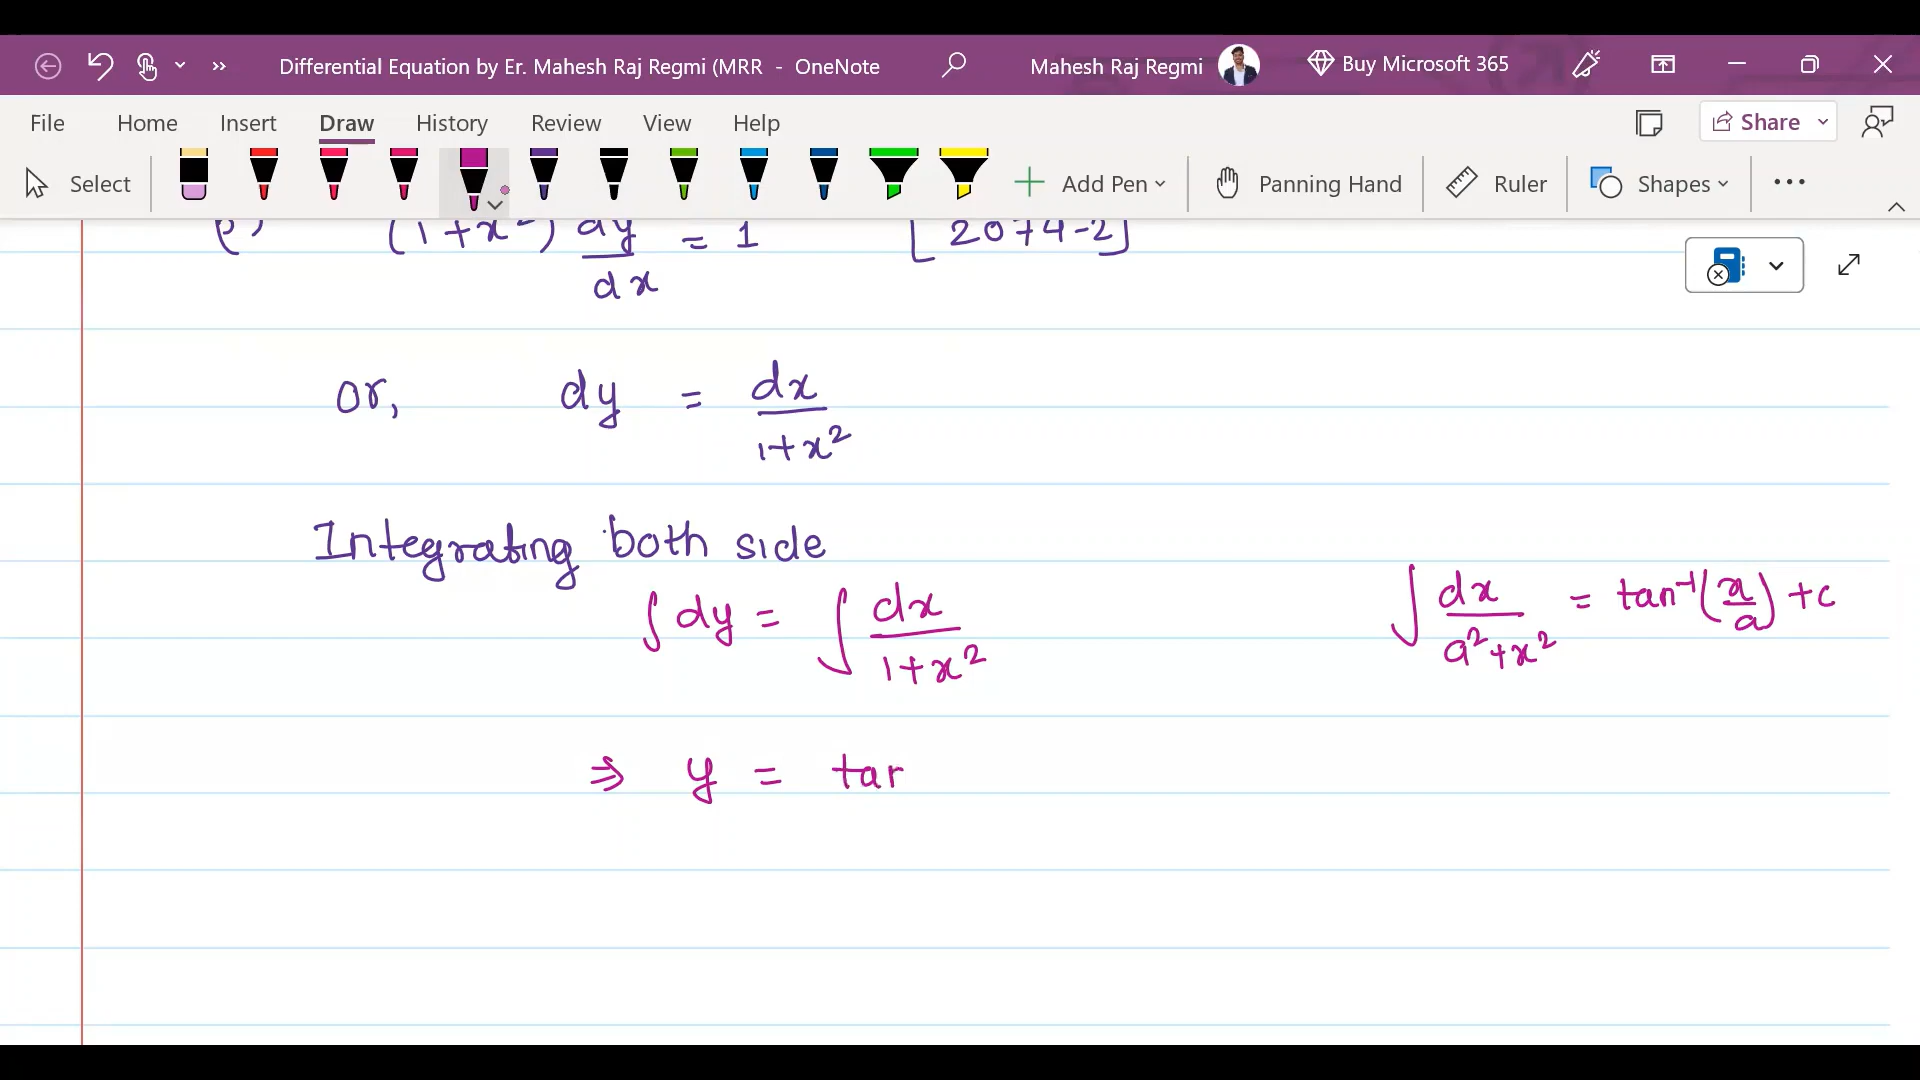 Differential Equation by Er. Mahesh Raj Regmi (MRR - OneNote
Mahesh Raj Regmi
Buy Microsoft 365
File Home Insert Draw History Review View Help
Share
Select
Add Pen
Panning Hand
Ruler
Shapes
(1+x²) dy/dx = 1 [2074-2]
or, dy = dx/1+x²
Integrating both side
∫dy = ∫dx/1+x²
∫dx/a²+x² = tan⁻¹(x/a)+c
⇒ y = tar